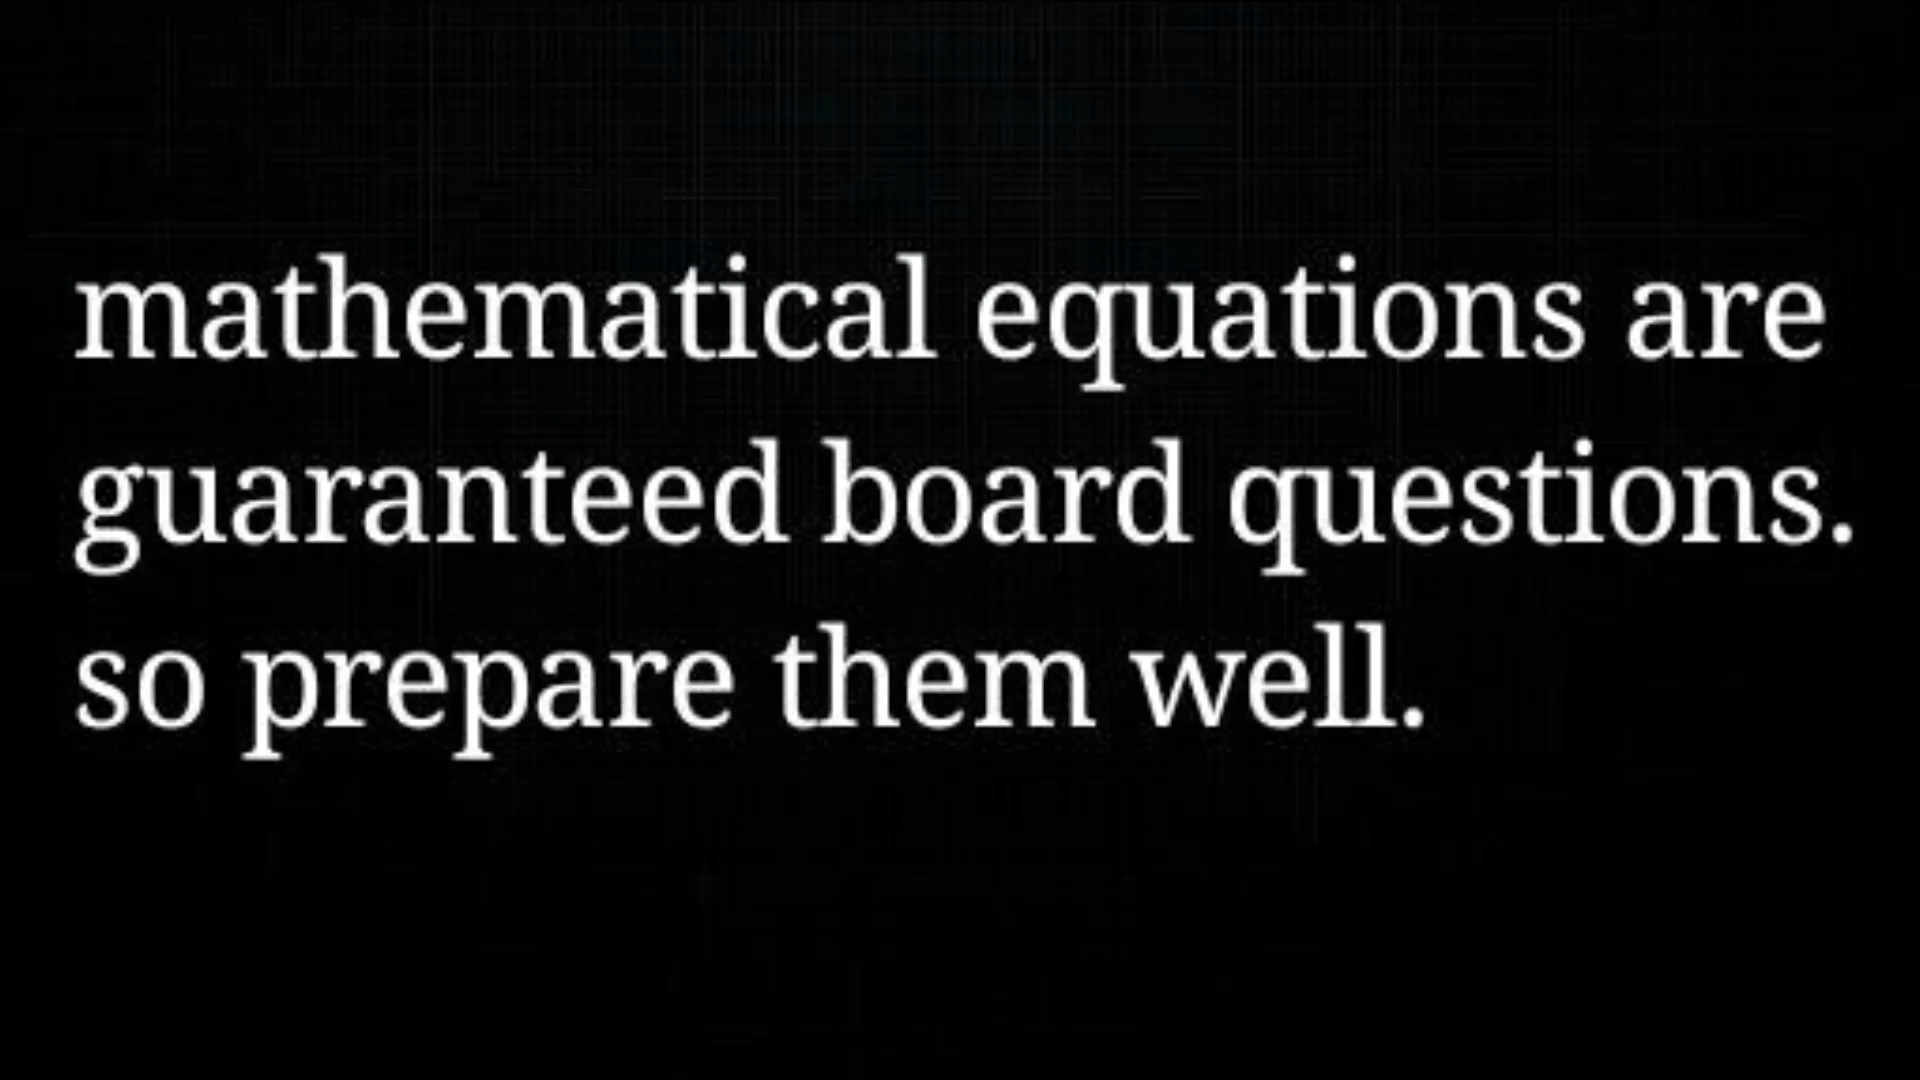 mathematical equations are
guaranteed board questions.
so prepare them well.